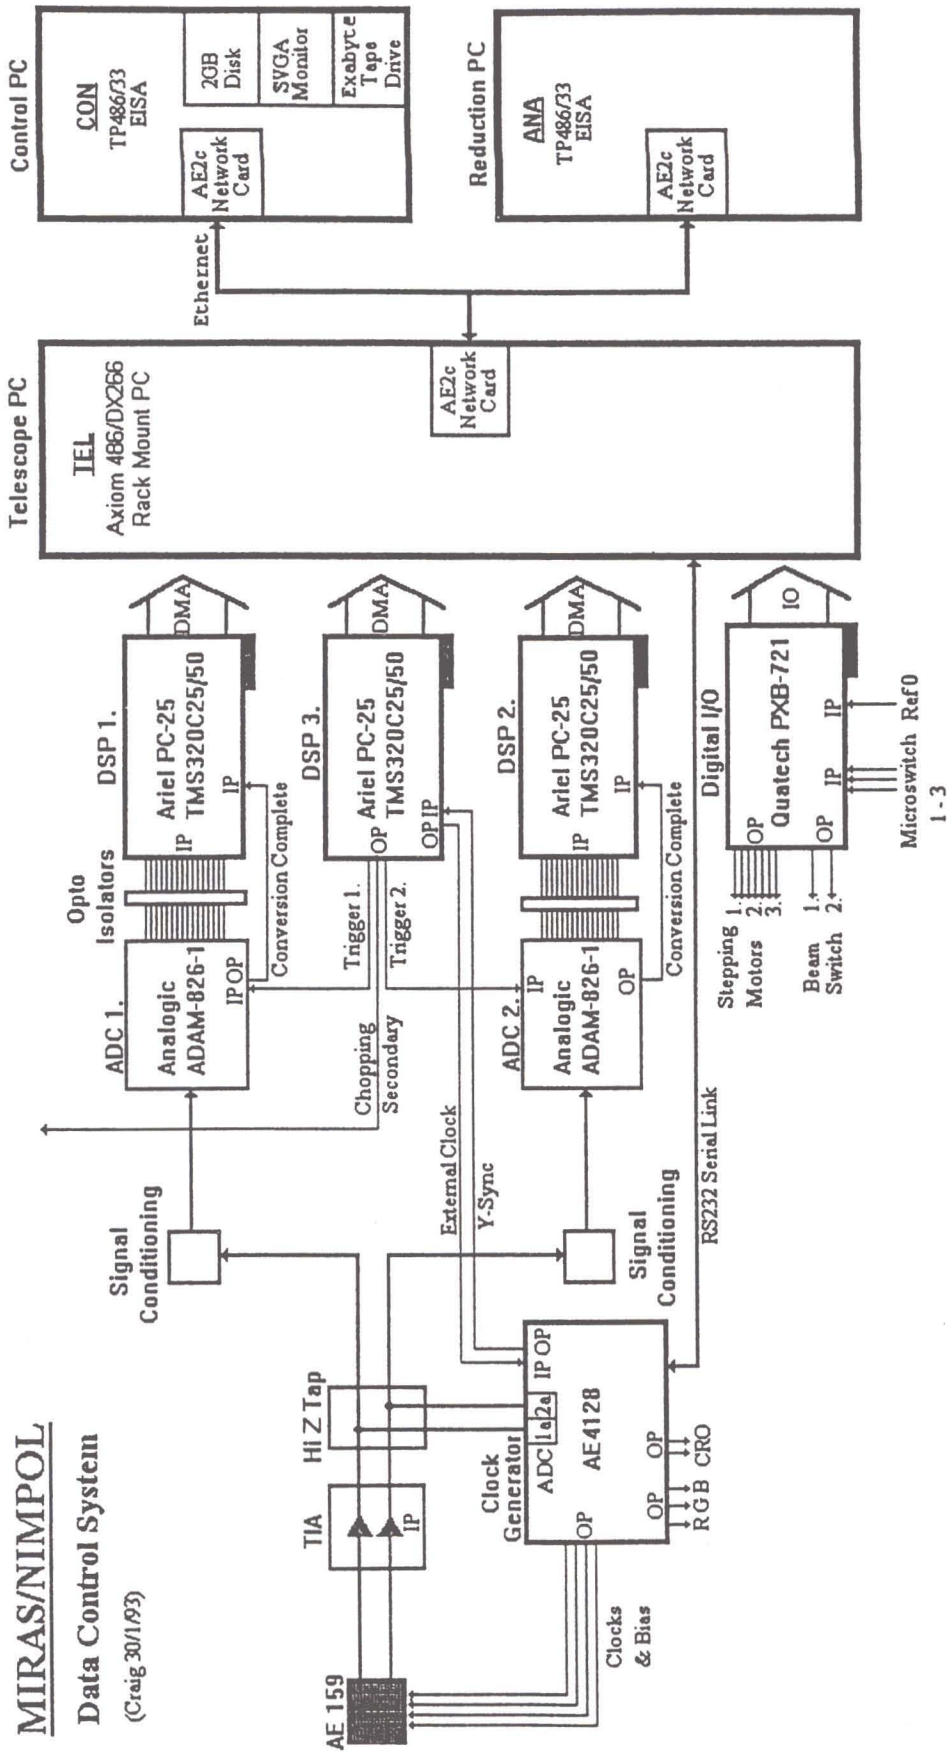 MIRAS/NIMPOL
Data Control System
(Craig 30/1/93)
AE 159
TIA
IP
Hi Z Tap
Clocks
& Bias
Clock
Generator
ADC
1a
2a
IP OP
AE4128
OP
OP
OP
R G B
CRO
Signal
Conditioning
Signal
Conditioning
External Clock
Y-Sync
RS232 Serial Link
Chopping
Secondary
Trigger 1.
Trigger 2.
ADC 1.
Analogic
ADAM-826-1
IP OP
Conversion Complete
Opto
Isolators
DSP 1.
IP
Ariel PC-25
TMS320C25/50
IP
DMA
DSP 3.
Ariel PC-25
TMS320C25/50
OP
OP IP
DMA
ADC 2.
IP
Analogic
ADAM-826-1
OP
Conversion Complete
DSP 2.
IP
Ariel PC-25
TMS320C25/50
IP
DMA
Digital I/O
OP
Quatech PXB-721
OP
IP
IP
IO
Stepping
Motors
1.
2.
3.
Beam
Switch
1.
2.
Microswitch
1 - 3
Ref0
Telescope PC
TEL
Axiom 486/DX266
Rack Mount PC
AE2c
Network
Card
Ethernet
Control PC
CON
TP486/33
EISA
AE2c
Network
Card
2GB
Disk
SVGA
Monitor
Exabyte
Tape
Drive
Reduction PC
ANA
TP486/33
EISA
AE2c
Network
Card